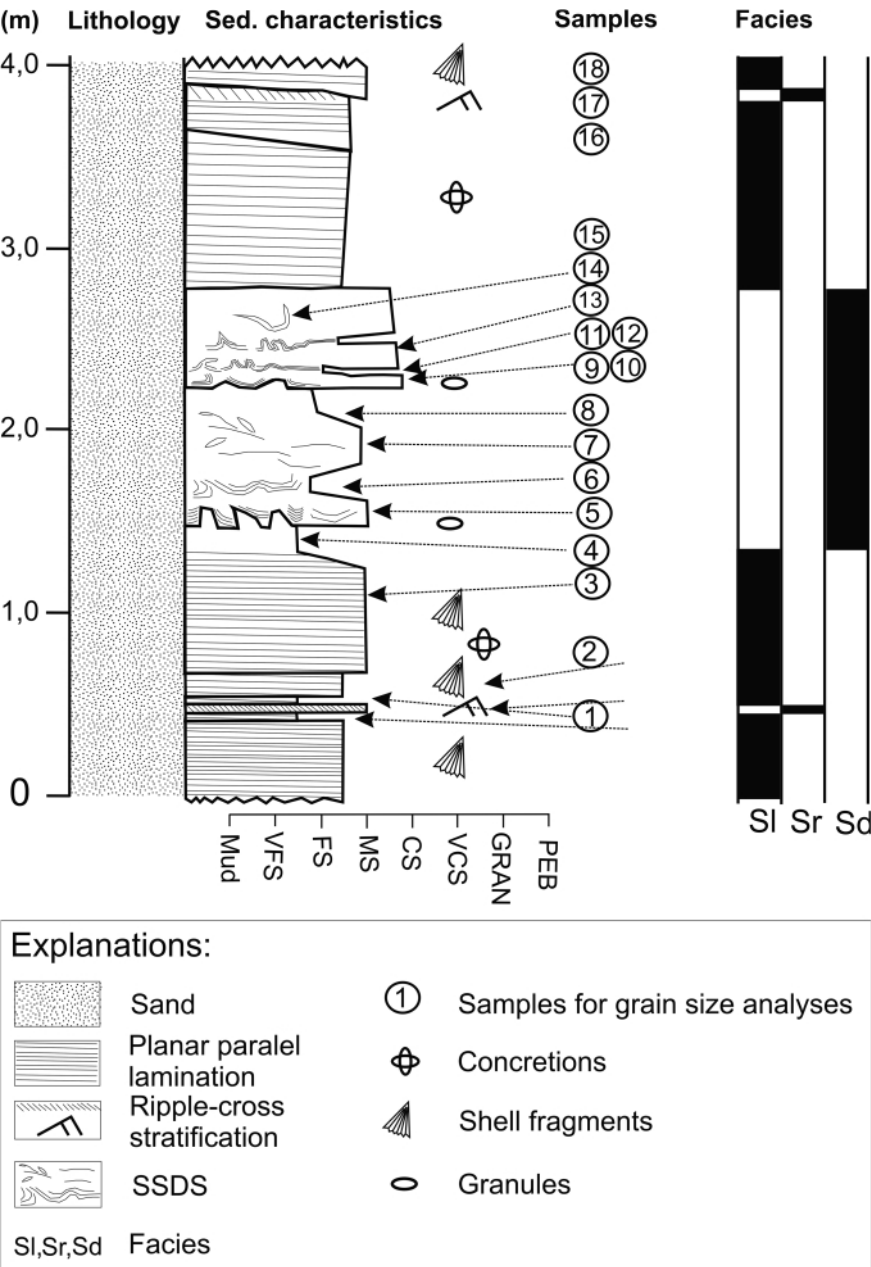 (m) Lithology Sed. characteristics Samples Facies
4,0
18
17
16
3,0
15
14
13
11 12
9 10
8
2,0
7
6
5
4
3
1,0
2
1
0
Mud VFS FS MS CS VCS GRAN PEB
Sl Sr Sd
Explanations:
Sand
1 Samples for grain size analyses
Planar paralel
lamination
Concretions
Ripple-cross
stratification
Shell fragments
SSDS
Granules
Sl,Sr,Sd Facies